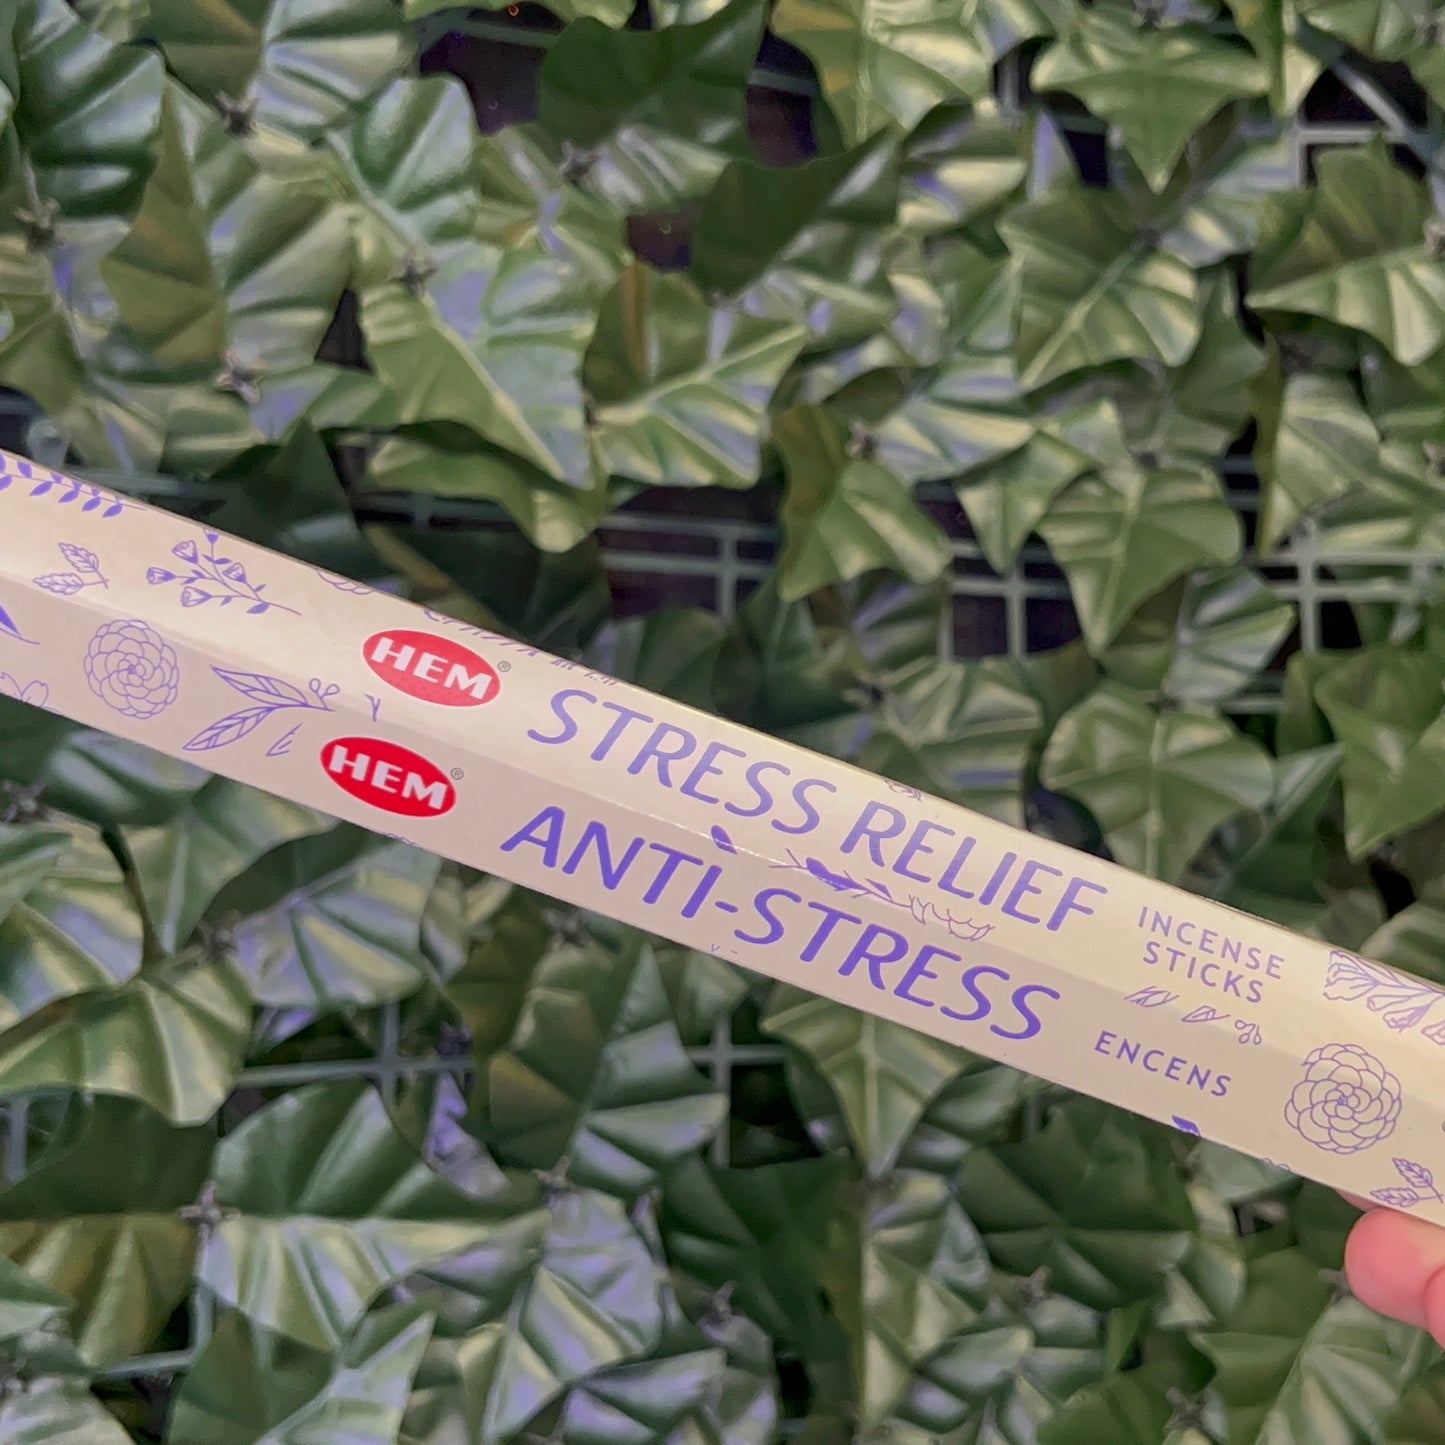 HEM®
STRESS RELIEF
INCENSE
STICKS
HEM®
ANTI-STRESS
ENCENS